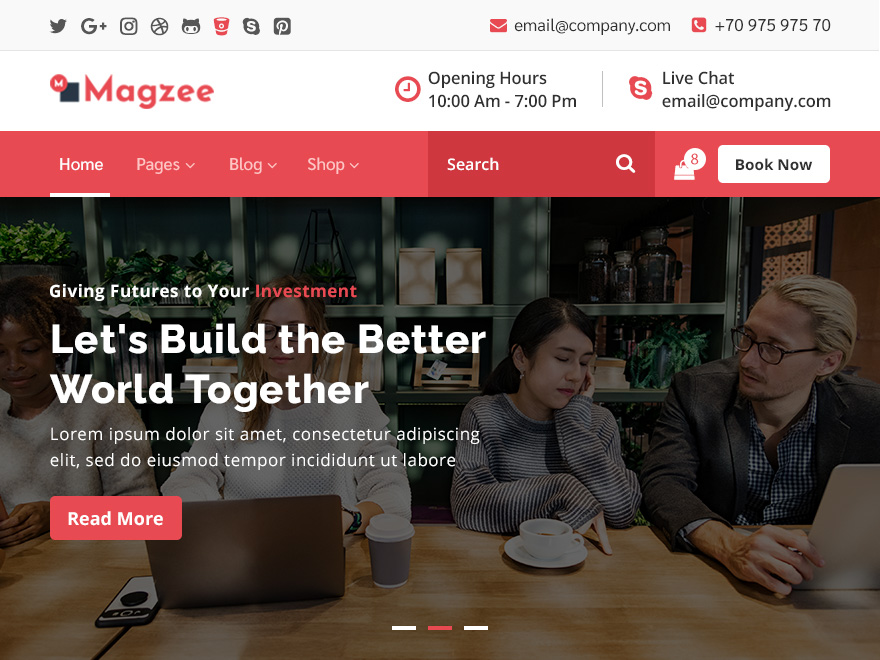 email@company.com
+70 975 975 70
M
Magzee
Opening Hours
10:00 Am - 7:00 Pm
Live Chat
email@company.com
Home
Pages
Blog
Shop
Search
8
Book Now
Giving Futures to Your Investment
Let's Build the Better
World Together
Lorem ipsum dolor sit amet, consectetur adipiscing
elit, sed do eiusmod tempor incididunt ut labore
Read More